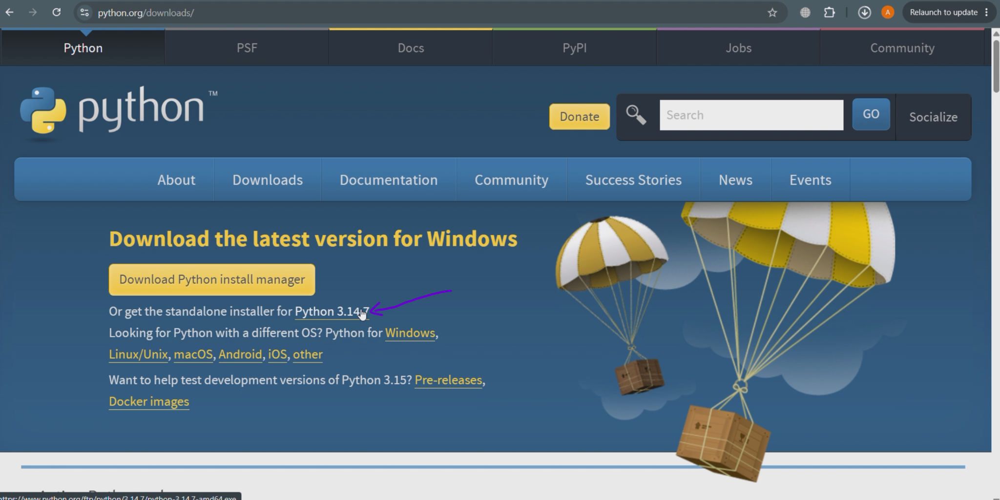 python.org/downloads/
Relaunch to update
A
Python
PSF
Docs
PyPI
Jobs
Community
python™
Donate
Search
GO
Socialize
About
Downloads
Documentation
Community
Success Stories
News
Events
Download the latest version for Windows
Download Python install manager
Or get the standalone installer for Python 3.14.7
Looking for Python with a different OS? Python for Windows,
Linux/Unix, macOS, Android, iOS, other
Want to help test development versions of Python 3.15? Pre-releases,
Docker images
https://www.python.org/ftp/python/3.14.7/python-3.14.7-amd64.exe